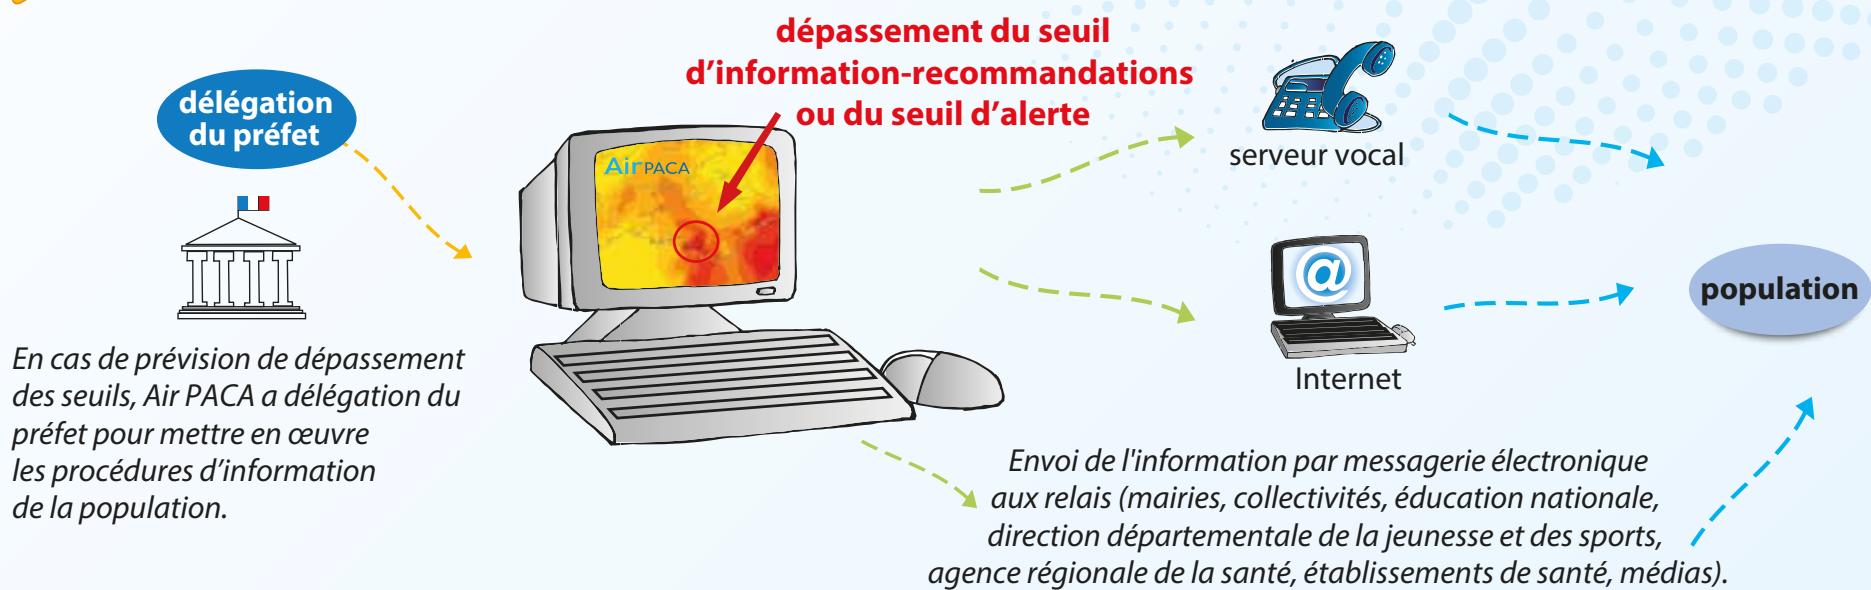 dépassement du seuil
d’information-recommandations
ou du seuil d’alerte
délégation
du préfet
AirPACA
serveur vocal
@
Internet
population
En cas de prévision de dépassement
des seuils, Air PACA a délégation du
préfet pour mettre en œuvre
les procédures d’information
de la population.
Envoi de l'information par messagerie électronique
aux relais (mairies, collectivités, éducation nationale,
direction départementale de la jeunesse et des sports,
agence régionale de la santé, établissements de santé, médias).